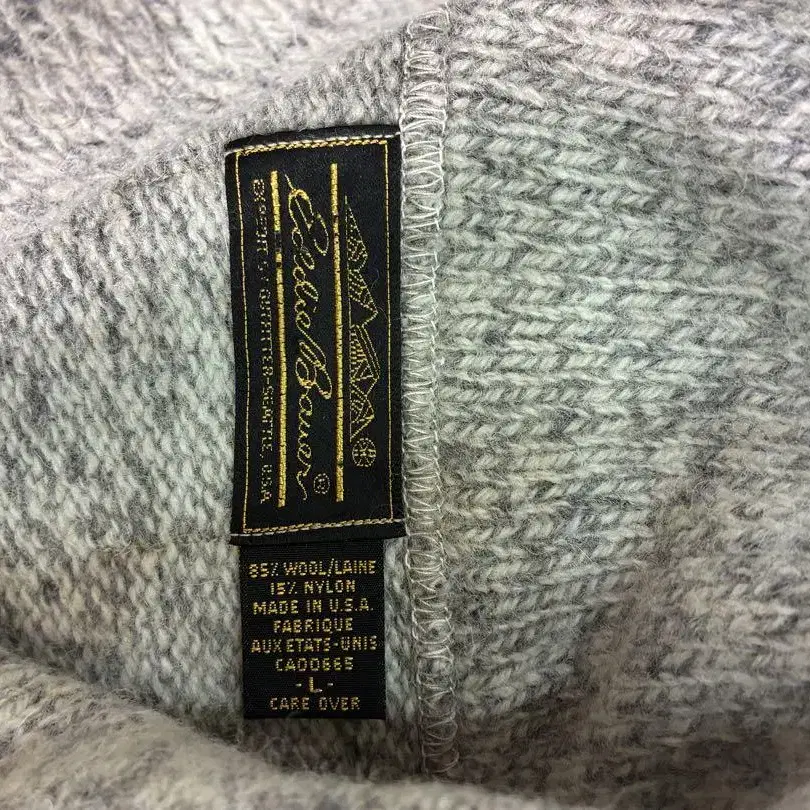 Eddie Bauer®
EXPEDITION OUTFITTER-SEATTLE, USA
85% WOOL/LAINE
15% NYLON
MADE IN U.S.A.
FABRIQUE
AUX ETATS-UNIS
CA00665
- L -
CARE OVER